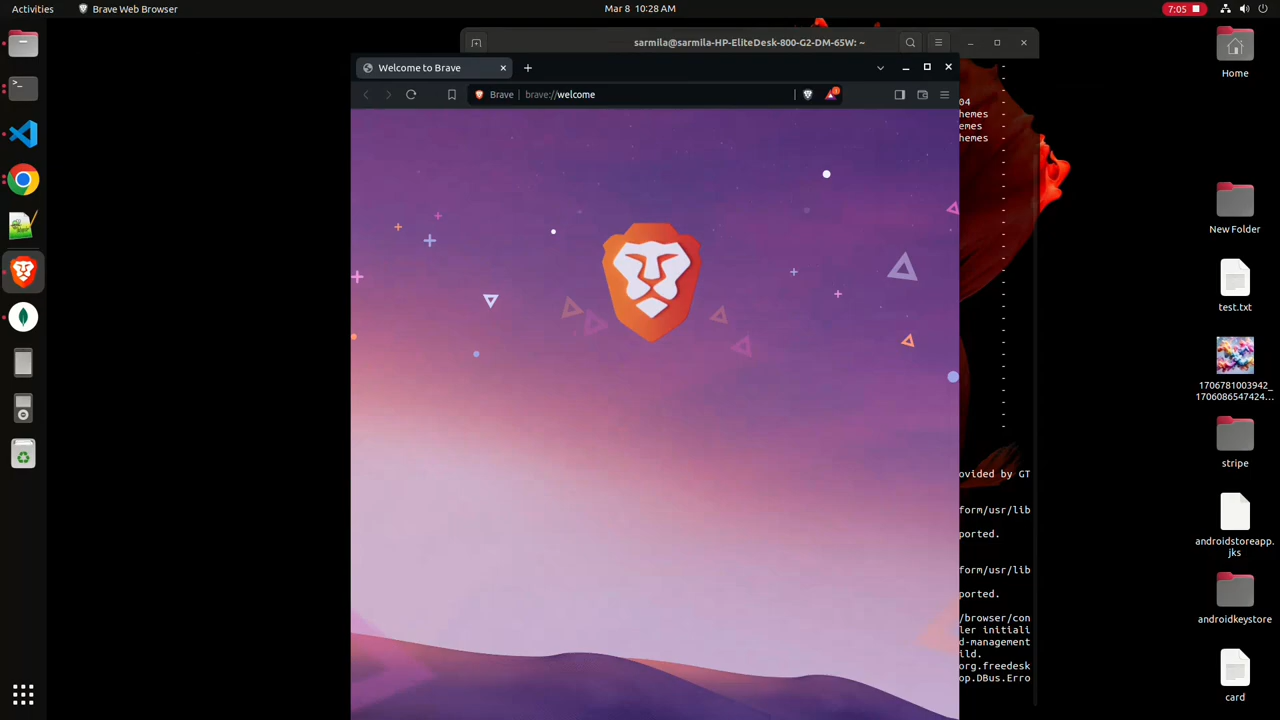 Activities
Brave Web Browser
Mar 8 10:28 AM
7:05
sarmila@sarmila-HP-EliteDesk-800-G2-DM-65W: ~
Welcome to Brave
Brave
brave://welcome
04
hemes -
emes -
hemes -
ovided by GT
form/usr/lib
ported.
form/usr/lib
ported.
/browser/con
ler initiali
d-management
ild.
org.freedesk
op.DBus.Erro
Home
New Folder
test.txt
1706781003942_
1706086547424...
stripe
androidstoreapp.
jks
androidkeystore
card